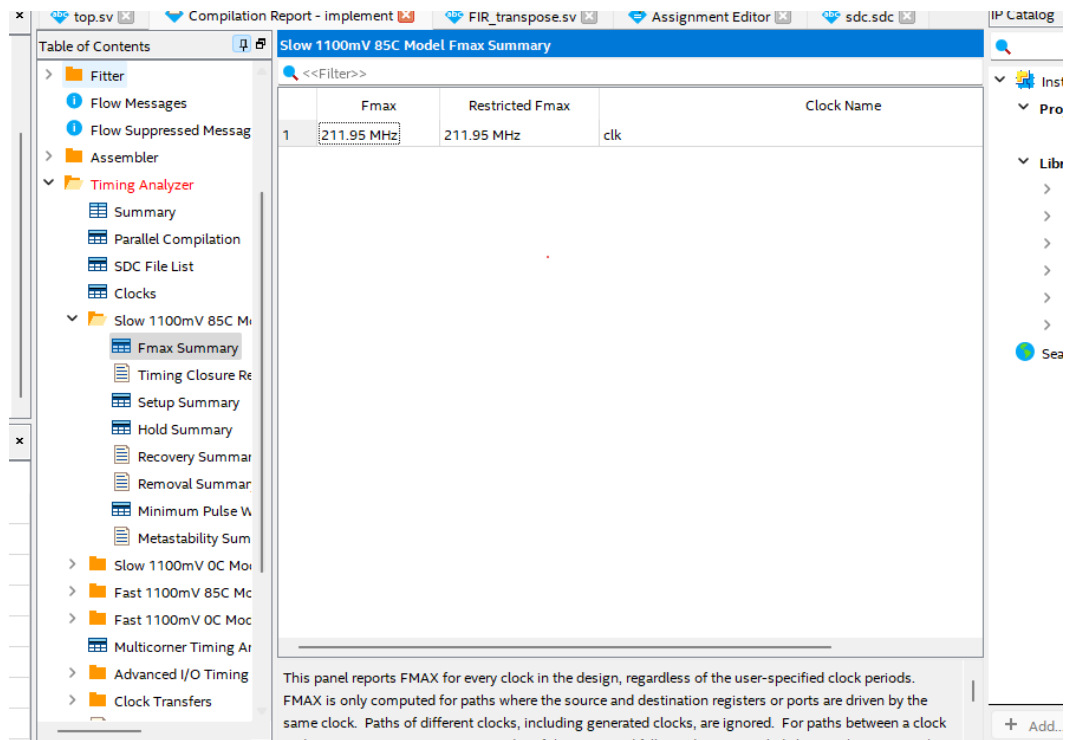 top.sv
Compilation Report - implement
FIR_transpose.sv
Assignment Editor
sdc.sdc
IP Catalog
Table of Contents
Fitter
Flow Messages
Flow Suppressed Messag
Assembler
Timing Analyzer
Summary
Parallel Compilation
SDC File List
Clocks
Slow 1100mV 85C M
Fmax Summary
Timing Closure Re
Setup Summary
Hold Summary
Recovery Summar
Removal Summar
Minimum Pulse W
Metastability Sum
Slow 1100mV 0C Mo
Fast 1100mV 85C Mc
Fast 1100mV 0C Moc
Multicorner Timing Ar
Advanced I/O Timing
Clock Transfers
Slow 1100mV 85C Model Fmax Summary
<<Filter>>
Fmax Restricted Fmax Clock Name
1 211.95 MHz 211.95 MHz clk
This panel reports FMAX for every clock in the design, regardless of the user-specified clock periods.
FMAX is only computed for paths where the source and destination registers or ports are driven by the
same clock. Paths of different clocks, including generated clocks, are ignored. For paths between a clock
Inst
Pro
Libr
Sea
+ Add..